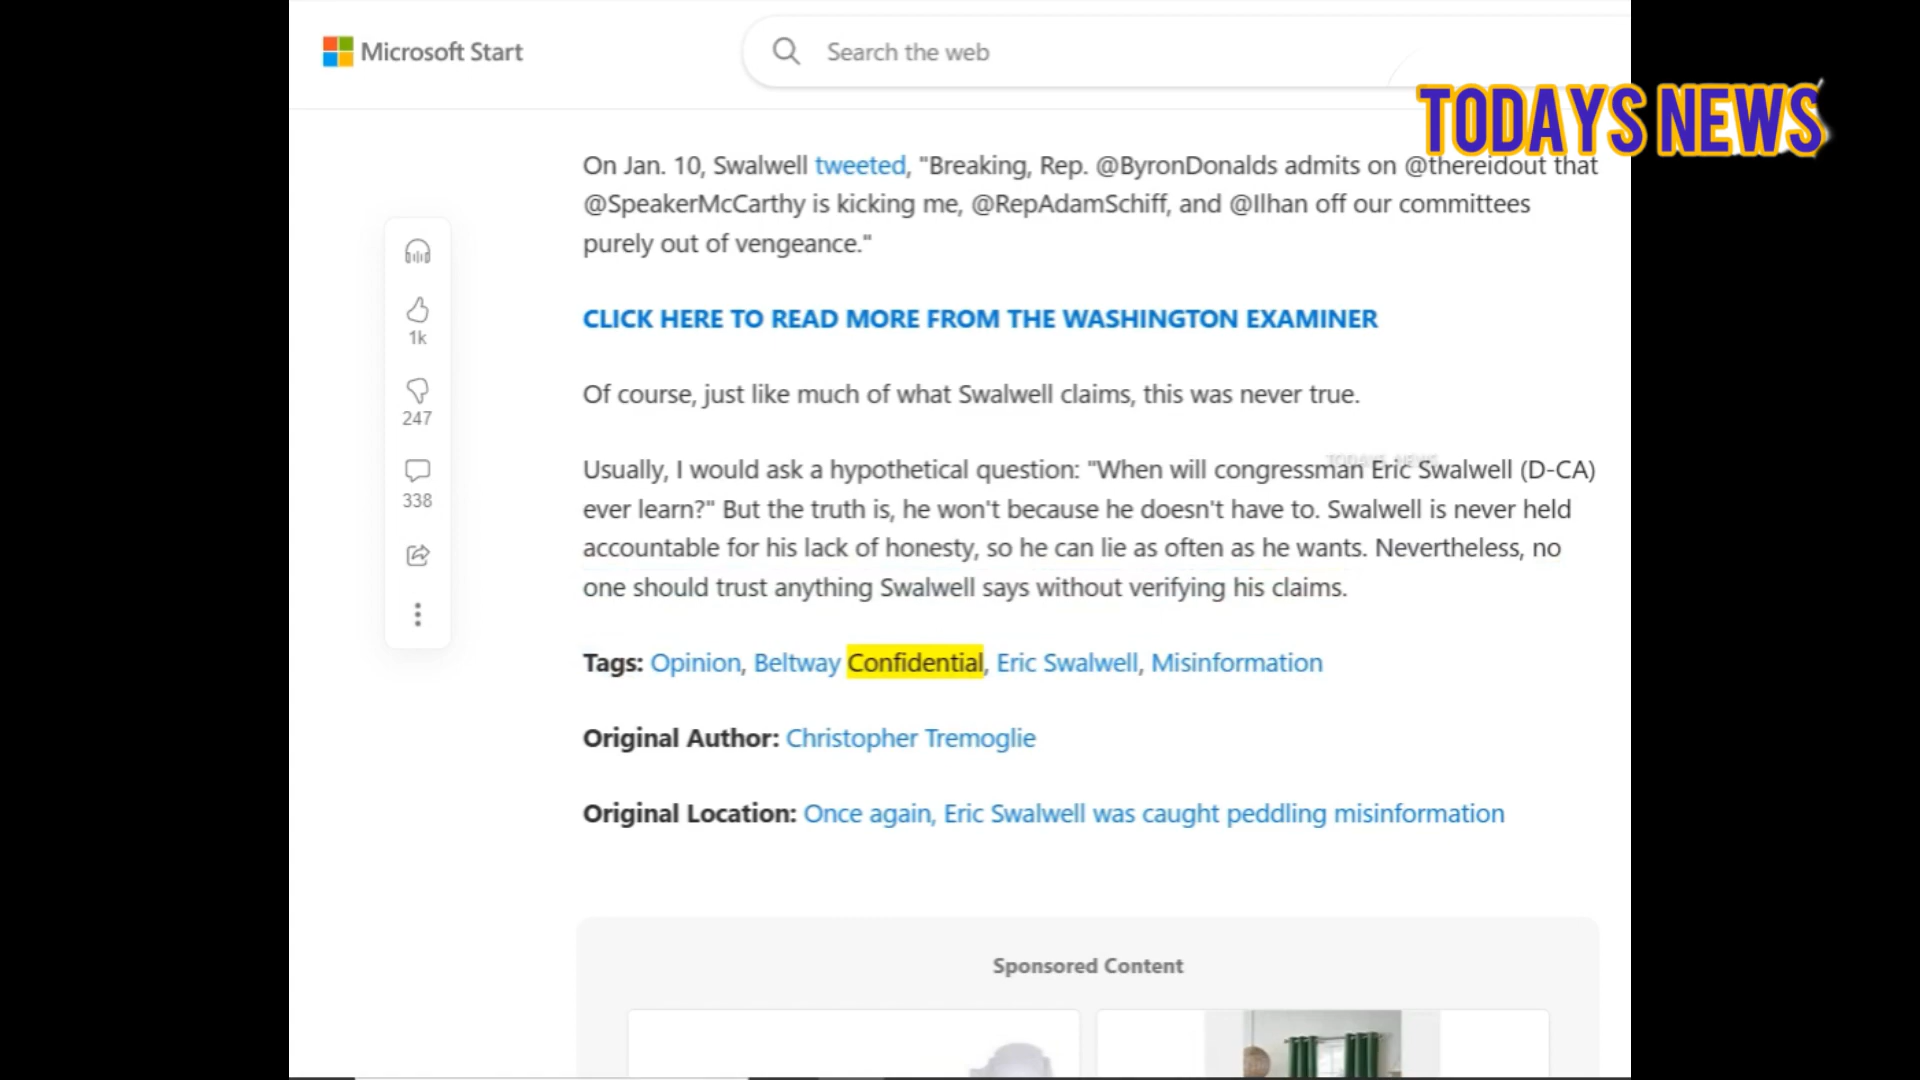 Microsoft Start
Search the web
TODAYS NEWS
On Jan. 10, Swalwell tweeted, "Breaking, Rep. @ByronDonalds admits on @thereidout that
@SpeakerMcCarthy is kicking me, @RepAdamSchiff, and @Ilhan off our committees
purely out of vengeance."
CLICK HERE TO READ MORE FROM THE WASHINGTON EXAMINER
1k
Of course, just like much of what Swalwell claims, this was never true.
247
TODAYS NEWS
Usually, I would ask a hypothetical question: "When will congressman Eric Swalwell (D-CA)
ever learn?" But the truth is, he won't because he doesn't have to. Swalwell is never held
338
accountable for his lack of honesty, so he can lie as often as he wants. Nevertheless, no
one should trust anything Swalwell says without verifying his claims.
Tags: Opinion, Beltway Confidential, Eric Swalwell, Misinformation
Original Author: Christopher Tremoglie
Original Location: Once again, Eric Swalwell was caught peddling misinformation
Sponsored Content